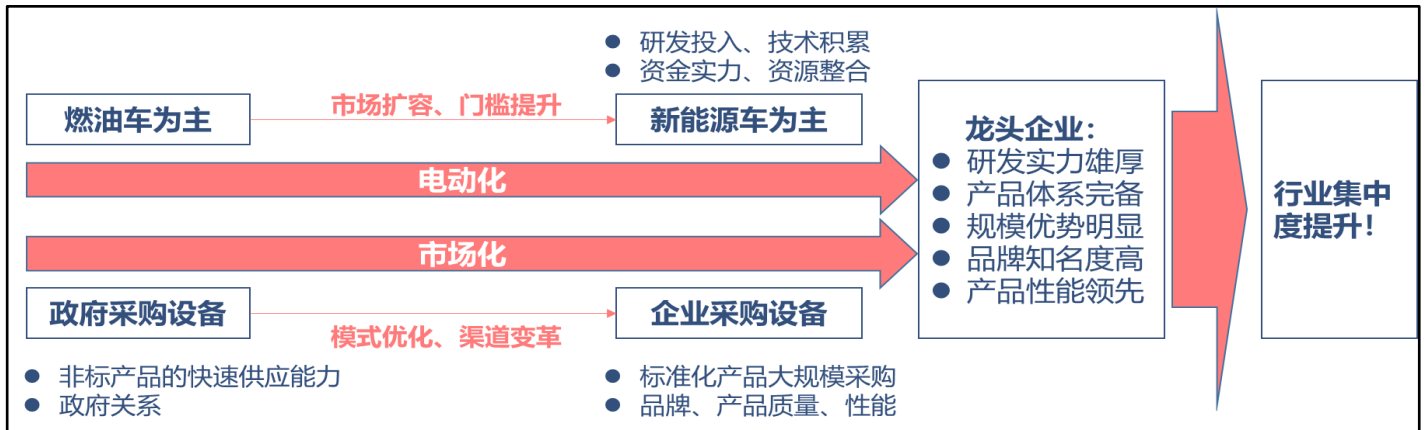 ● 研发投入、技术积累
● 资金实力、资源整合
燃油车为主
市场扩容、门槛提升
新能源车为主
电动化
市场化
政府采购设备
模式优化、渠道变革
企业采购设备
● 非标产品的快速供应能力
● 政府关系
● 标准化产品大规模采购
● 品牌、产品质量、性能
龙头企业：
● 研发实力雄厚
● 产品体系完备
● 规模优势明显
● 品牌知名度高
● 产品性能领先
行业集中
度提升！